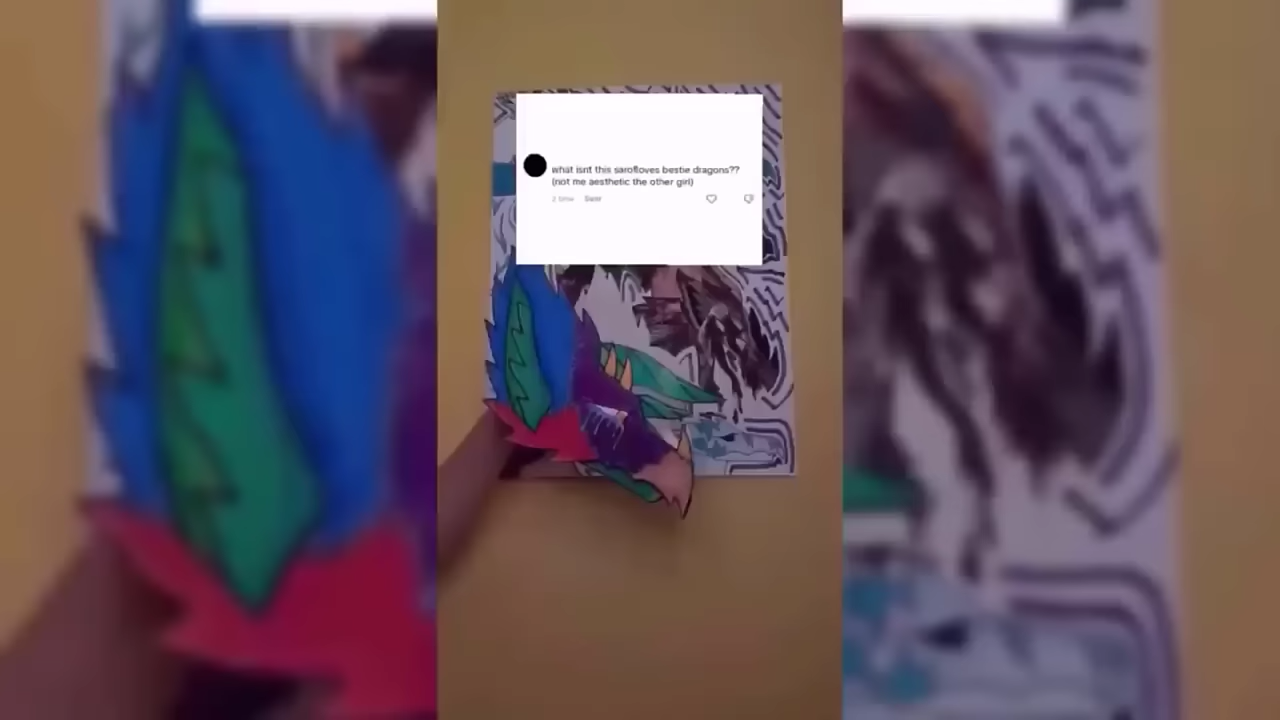 what isnt this sarofloves bestie dragons??
(not me aesthetic the other girl)